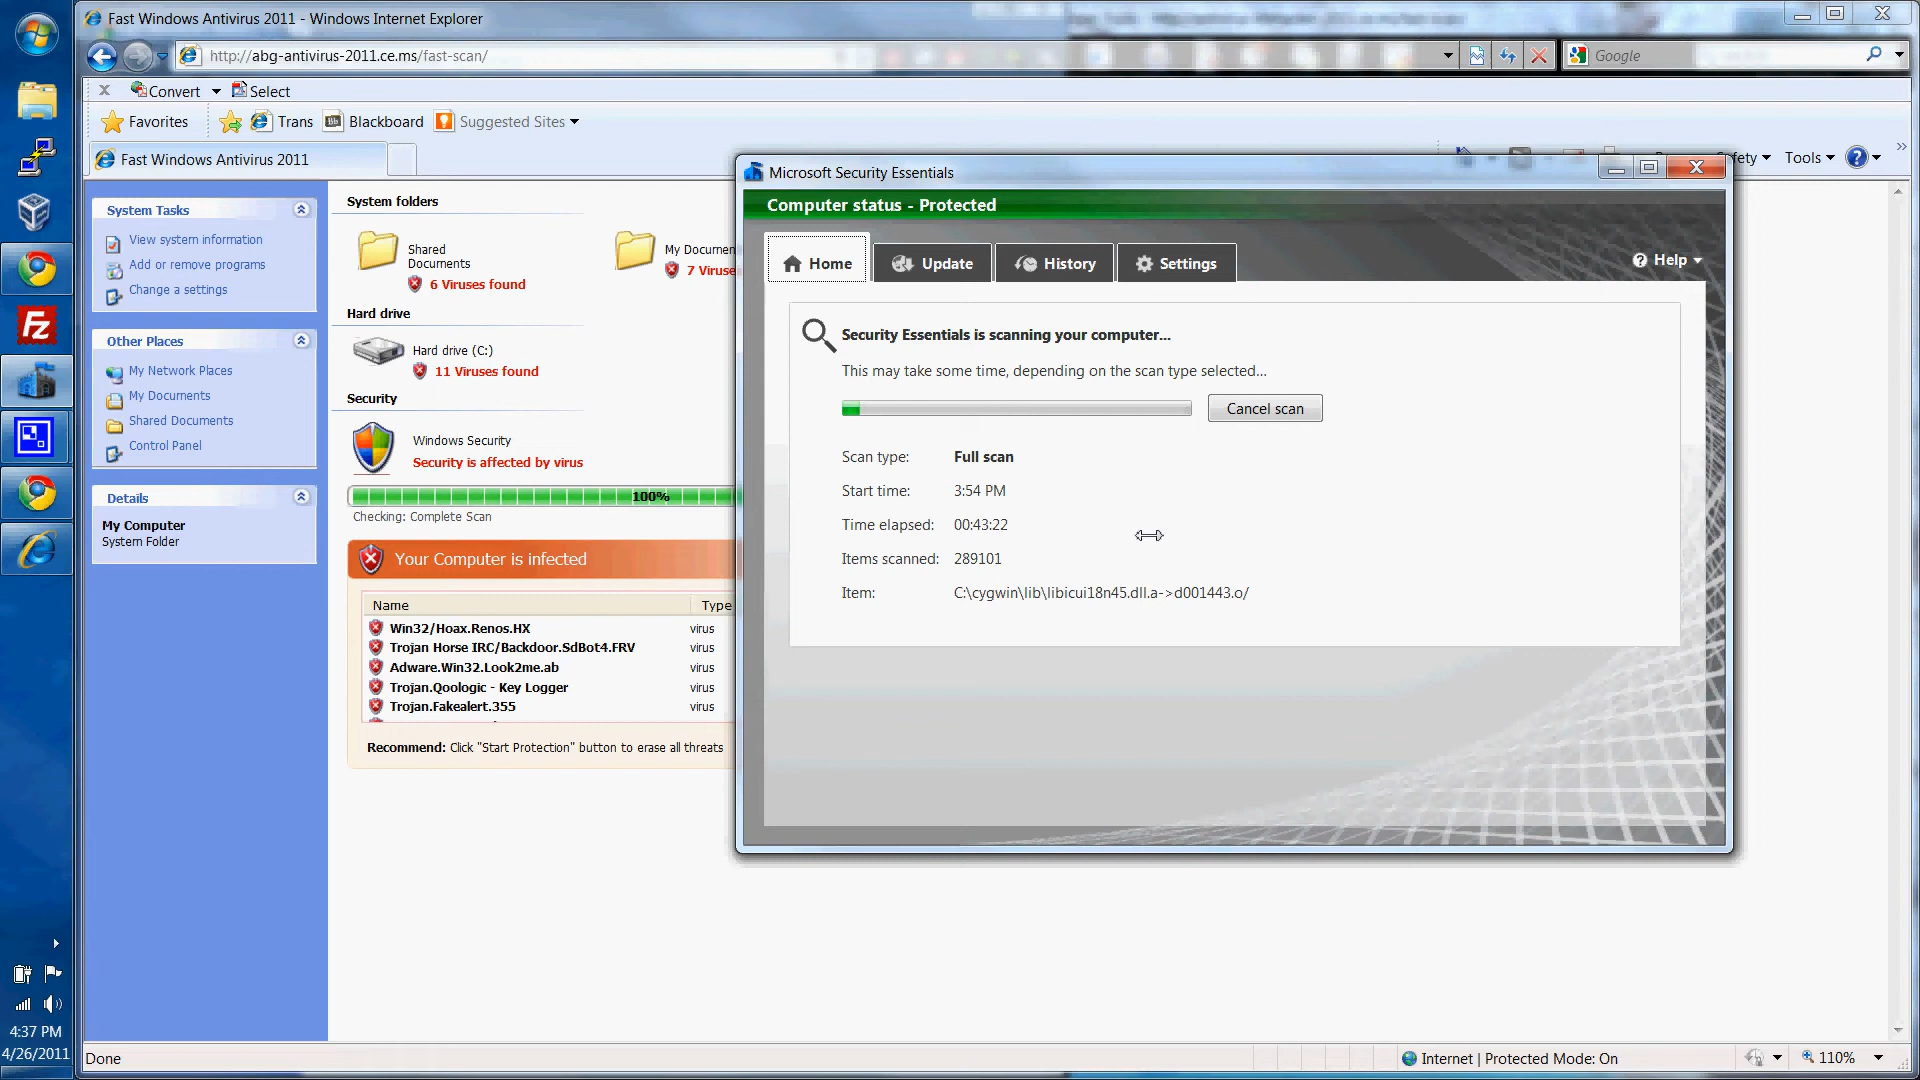 Fast Windows Antivirus 2011 - Windows Internet Explorer
http://abg-antivirus-2011.ce.ms/fast-scan/
Google
Convert
Select
Favorites
Trans
Blackboard
Suggested Sites
Fast Windows Antivirus 2011
Tools
System Tasks
View system information
Add or remove programs
Change a settings
Other Places
My Network Places
My Documents
Shared Documents
Control Panel
Details
My Computer
System Folder
System folders
Shared
Documents
6 Viruses found
My Documen
7 Viruse
Hard drive
Hard drive (C:)
11 Viruses found
Security
Windows Security
Security is affected by virus
100%
Checking: Complete Scan
Your Computer is infected
Name Type
Win32/Hoax.Renos.HX virus
Trojan Horse IRC/Backdoor.SdBot4.FRV virus
Adware.Win32.Look2me.ab virus
Trojan.Qoologic - Key Logger virus
Trojan.Fakealert.355 virus
Recommend: Click "Start Protection" button to erase all threats
Microsoft Security Essentials
Computer status - Protected
Home
Update
History
Settings
Help
Security Essentials is scanning your computer...
This may take some time, depending on the scan type selected...
Cancel scan
Scan type: Full scan
Start time: 3:54 PM
Time elapsed: 00:43:22
Items scanned: 289101
Item: C:\cygwin\lib\libicui18n45.dll.a->d001443.o/
4:37 PM
4/26/2011
Done
Internet | Protected Mode: On
110%